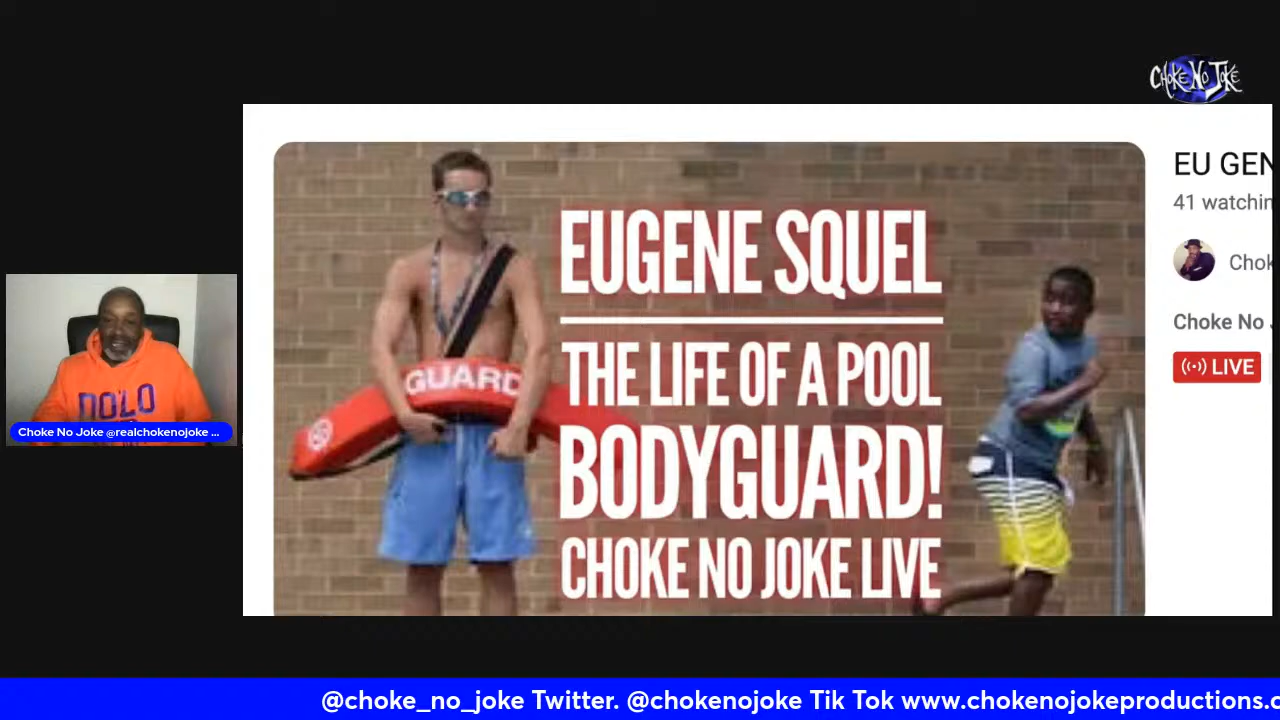 CHOKE NO JOKE
EU GEN
41 watchin
Chok
Choke No J
LIVE
EUGENE SQUEL
THE LIFE OF A POOL
BODYGUARD!
CHOKE NO JOKE LIVE
GUARD
DOLO
Choke No Joke @realchokenojoke ...
@choke_no_joke Twitter. @chokenojoke Tik Tok www.chokenojokeproductions.c